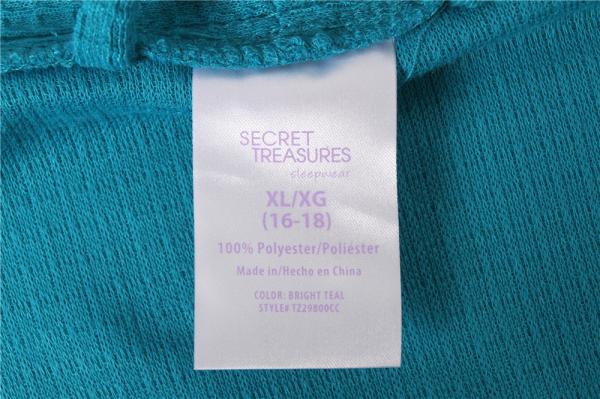 SECRET
TREASURES
sleepwear
XL/XG
(16-18)
100% Polyester/Poliéster
Made in/Hecho en China
COLOR: BRIGHT TEAL
STYLE# TZ29800CC